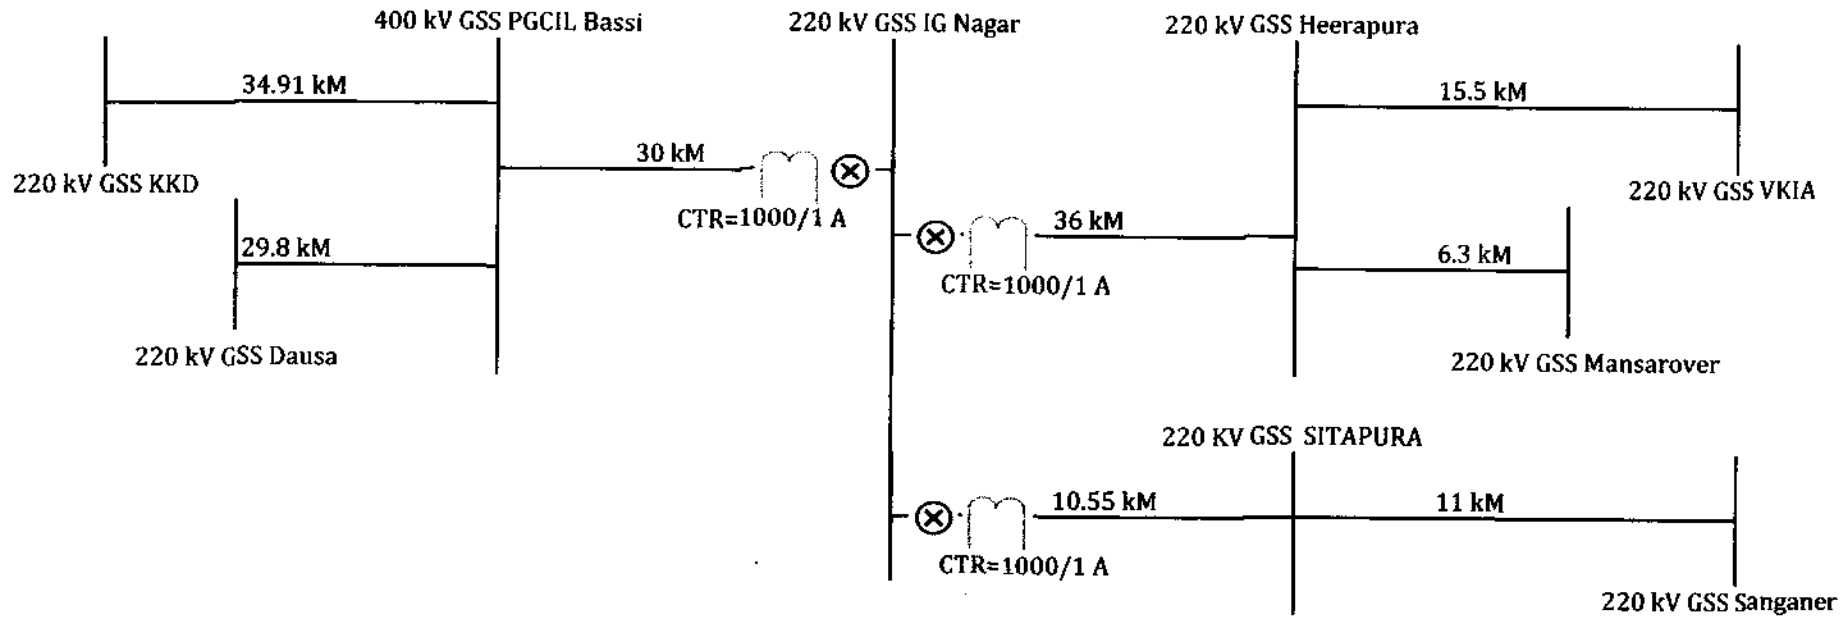 400 kV GSS PGCIL Bassi
220 kV GSS IG Nagar
220 kV GSS Heerapura
34.91 kM
15.5 kM
30 kM
220 kV GSS KKD
220 kV GSS VKIA
CTR=1000/1 A
36 kM
29.8 kM
6.3 kM
CTR=1000/1 A
220 kV GSS Dausa
220 kV GSS Mansarover
220 KV GSS SITAPURA
10.55 kM
11 kM
CTR=1000/1 A
220 kV GSS Sanganer